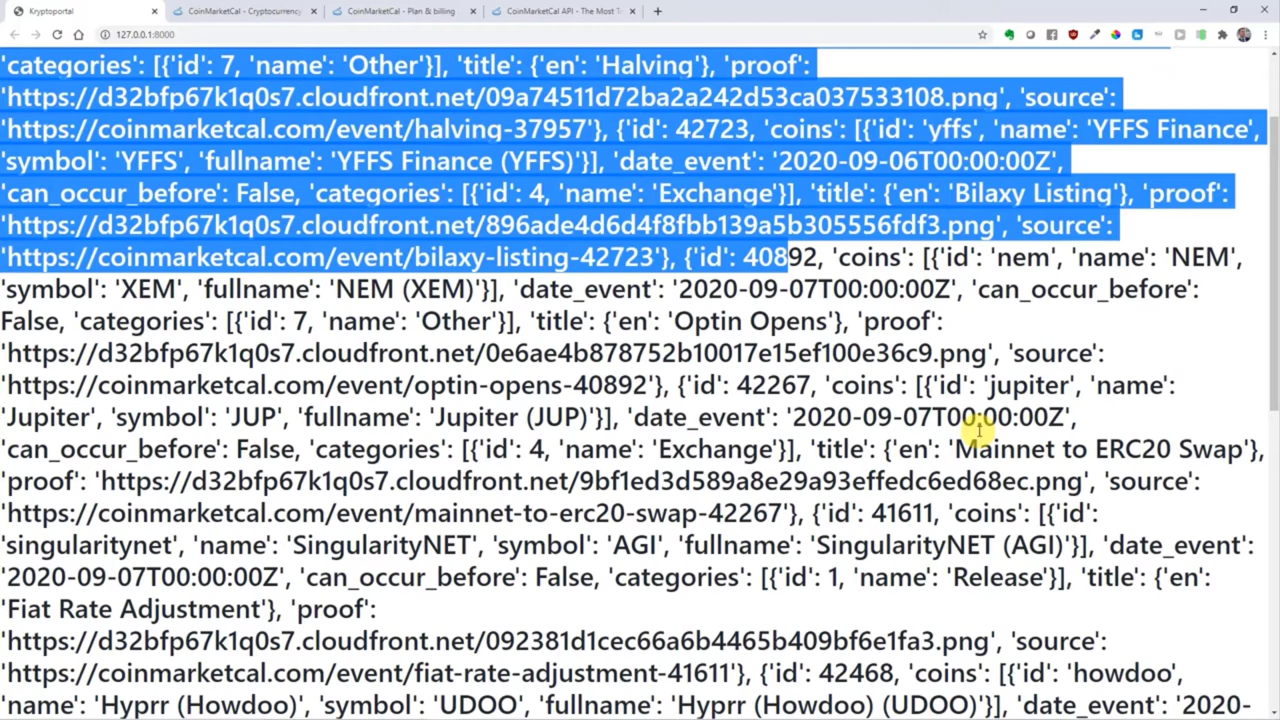 Kryptoportal
CoinMarketCal - Cryptocurrency
CoinMarketCal - Plan & billing
CoinMarketCal API - The Most T
127.0.0.1:8000
'categories': [{'id': 7, 'name': 'Other'}], 'title': {'en': 'Halving'}, 'proof':
'https://d32bfp67k1q0s7.cloudfront.net/09a74511d72ba2a242d53ca037533108.png', 'source':
'https://coinmarketcal.com/event/halving-37957'}, {'id': 42723, 'coins': [{'id': 'yffs', 'name': 'YFFS Finance',
'symbol': 'YFFS', 'fullname': 'YFFS Finance (YFFS)'}], 'date_event': '2020-09-06T00:00:00Z',
'can_occur_before': False, 'categories': [{'id': 4, 'name': 'Exchange'}], 'title': {'en': 'Bilaxy Listing'}, 'proof':
'https://d32bfp67k1q0s7.cloudfront.net/896ade4d6d4f8fbb139a5b305556fdf3.png', 'source':
'https://coinmarketcal.com/event/bilaxy-listing-42723'}, {'id': 40892, 'coins': [{'id': 'nem', 'name': 'NEM',
'symbol': 'XEM', 'fullname': 'NEM (XEM)'}], 'date_event': '2020-09-07T00:00:00Z', 'can_occur_before':
False, 'categories': [{'id': 7, 'name': 'Other'}], 'title': {'en': 'Optin Opens'}, 'proof':
'https://d32bfp67k1q0s7.cloudfront.net/0e6ae4b878752b10017e15ef100e36c9.png', 'source':
'https://coinmarketcal.com/event/optin-opens-40892'}, {'id': 42267, 'coins': [{'id': 'jupiter', 'name':
'Jupiter', 'symbol': 'JUP', 'fullname': 'Jupiter (JUP)'}], 'date_event': '2020-09-07T00:00:00Z',
'can_occur_before': False, 'categories': [{'id': 4, 'name': 'Exchange'}], 'title': {'en': 'Mainnet to ERC20 Swap'},
'proof': 'https://d32bfp67k1q0s7.cloudfront.net/9bf1ed3d589a8e29a93effedc6ed68ec.png', 'source':
'https://coinmarketcal.com/event/mainnet-to-erc20-swap-42267'}, {'id': 41611, 'coins': [{'id':
'singularitynet', 'name': 'SingularityNET', 'symbol': 'AGI', 'fullname': 'SingularityNET (AGI)'}], 'date_event':
'2020-09-07T00:00:00Z', 'can_occur_before': False, 'categories': [{'id': 1, 'name': 'Release'}], 'title': {'en':
'Fiat Rate Adjustment'}, 'proof':
'https://d32bfp67k1q0s7.cloudfront.net/092381d1cec66a6b4465b409bf6e1fa3.png', 'source':
'https://coinmarketcal.com/event/fiat-rate-adjustment-41611'}, {'id': 42468, 'coins': [{'id': 'howdoo',
'name': 'Hyprr (Howdoo)', 'symbol': 'UDOO', 'fullname': 'Hyprr (Howdoo) (UDOO)'}], 'date_event': '2020-